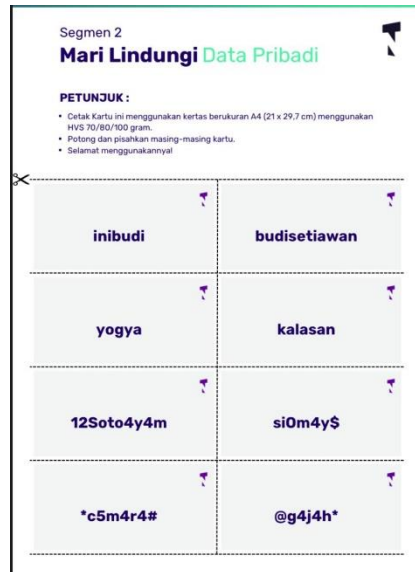 Segmen 2
Mari Lindungi Data Pribadi
PETUNJUK :
• Cetak Kartu ini menggunakan kertas berukuran A4 (21 x 29,7 cm) menggunakan
HVS 70/80/100 gram.
• Potong dan pisahkan masing-masing kartu.
• Selamat menggunakannya!
inibudi
budisetiawan
yogya
kalasan
12Soto4y4m
si0m4y$
*c5m4r4#
@g4j4h*